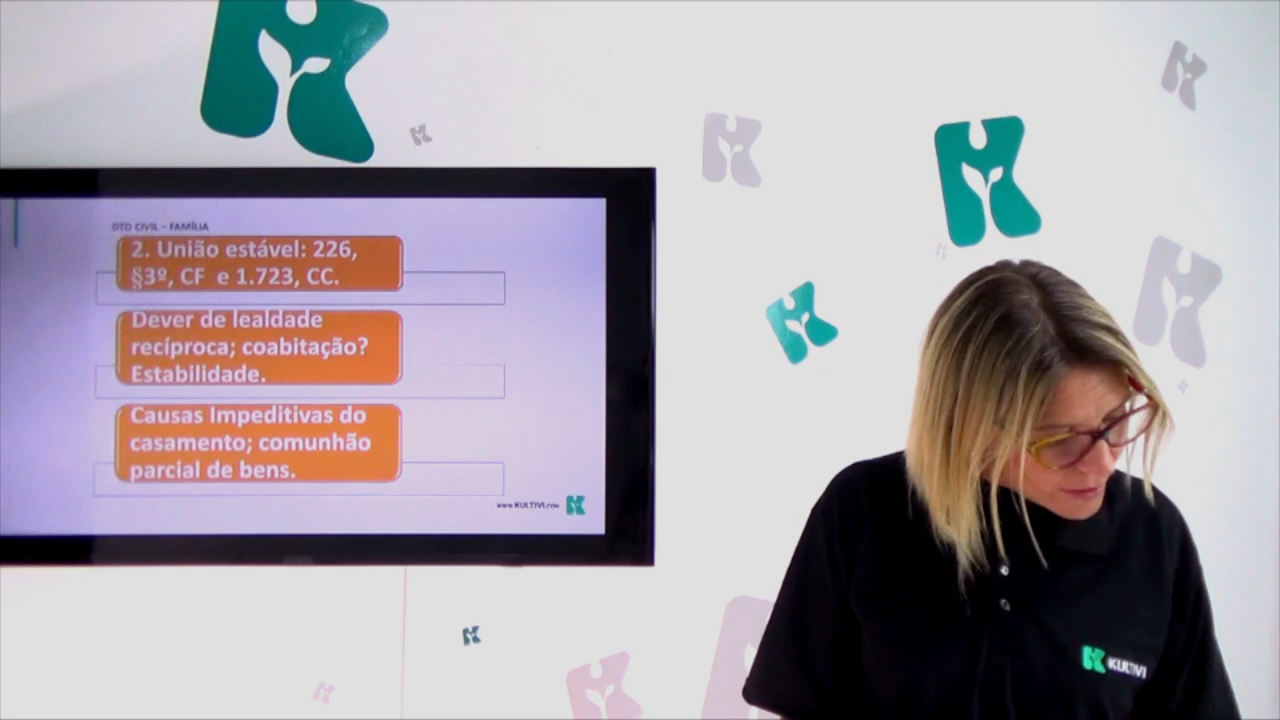 DTO CIVIL – FAMÍLIA
2. União estável: 226,
§3º, CF e 1.723, CC.
Dever de lealdade
recíproca; coabitação?
Estabilidade.
Causas Impeditivas do
casamento; comunhão
parcial de bens.
www.KULTIVI.com
KULTIVI